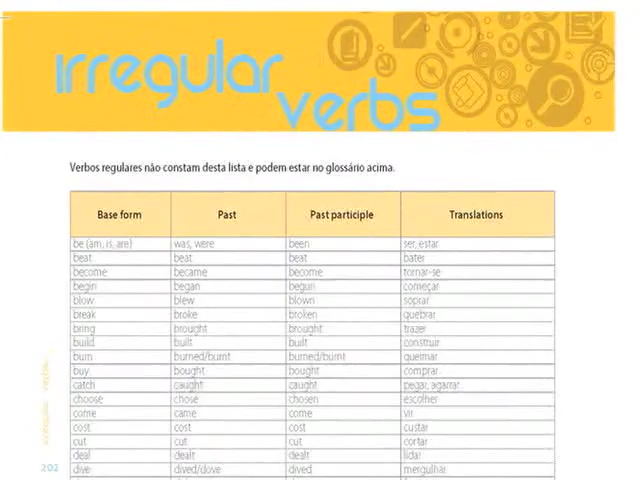 irregular
verbs
Verbos regulares não constam desta lista e podem estar no glossário acima.
Base form Past Past participle Translations
be (am, is, are) was, were been ser, estar
beat beat beat bater
become became become tornar-se
begin began begun começar
blow blew blown soprar
break broke broken quebrar
bring brought brought trazer
build built built construir
burn burned/burnt burned/burnt queimar
buy bought bought comprar
catch caught caught pegar, agarrar
choose chose chosen escolher
come came come vir
cost cost cost custar
cut cut cut cortar
deal dealt dealt lidar
dive dived/dove dived mergulhar
irregular verbs
202